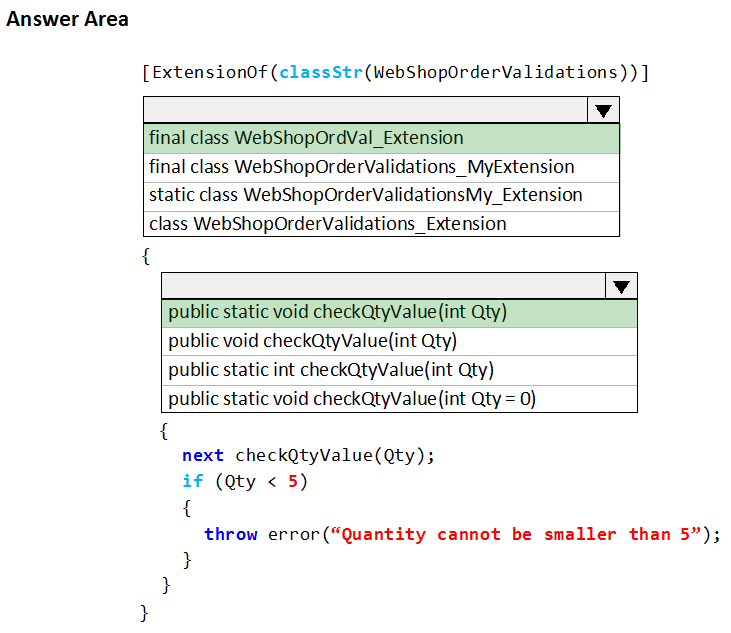 Answer Area
[ExtensionOf(classStr(WebShopOrderValidations))]
final class WebShopOrdVal_Extension
final class WebShopOrderValidations_MyExtension
static class WebShopOrderValidationsMy_Extension
class WebShopOrderValidations_Extension
{
public static void checkQtyValue(int Qty)
public void checkQtyValue(int Qty)
public static int checkQtyValue(int Qty)
public static void checkQtyValue(int Qty = 0)
{
next checkQtyValue(Qty);
if (Qty < 5)
{
throw error(“Quantity cannot be smaller than 5”);
}
}
}